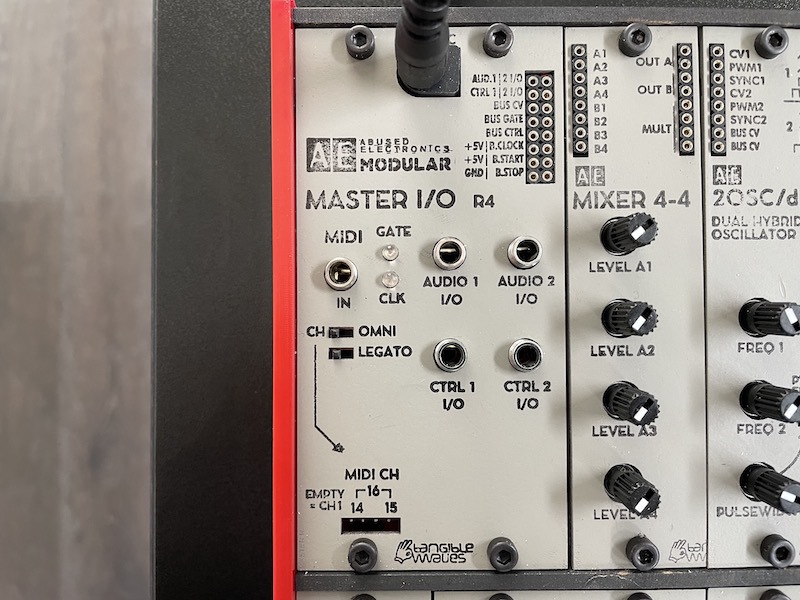 C
AUD.1|2 I/O
CTRL 1|2 I/O
BUS CV
BUS GATE
BUS CTRL
+5V|B.CLOCK
+5V|B.START
GND|B.STOP
AE ABUSED ELECTRONICS MODULAR
MASTER I/O R4
MIDI
IN
GATE
CLK
AUDIO 1
I/O
AUDIO 2
I/O
CH OMNI
LEGATO
CTRL 1
I/O
CTRL 2
I/O
MIDI CH
EMPTY
= CH1
16
14 15
tangible
waves
A1
A2
A3
A4
B1
B2
B3
B4
OUT A
OUT B
MULT
AE
MIXER 4-4
LEVEL A1
LEVEL A2
LEVEL A3
LEVEL A4
tan
w
CV1
PWM1
SYNC1
CV2
PWM2
SYNC2
BUS CV
BUS CV
1
2
AE
2OSC/d
DUAL HYBRID
OSCILLATOR
FREQ 1
FREQ 2
PULSEWI